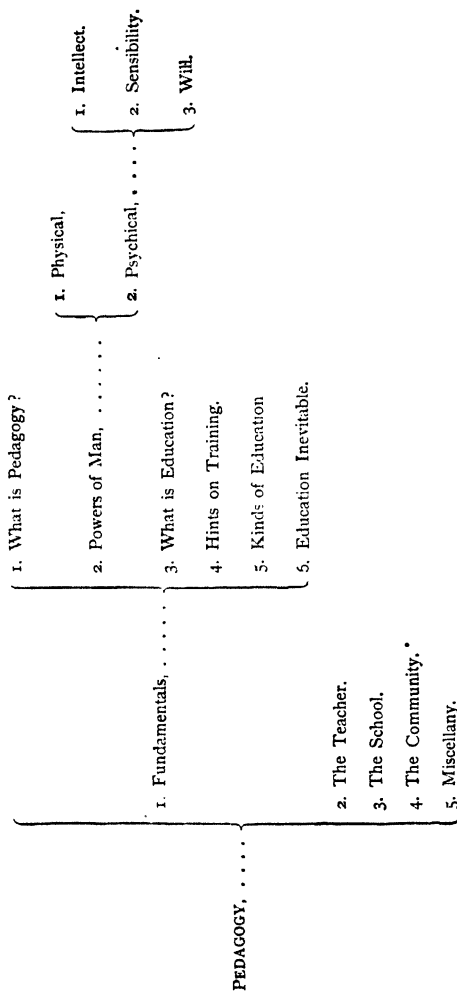 PEDAGOGY, . . . .
1. Fundamentals, . . . . . .
1. What is Pedagogy?
2. Powers of Man, . . . . . .
1. Physical,
2. Psychical, . . . .
1. Intellect.
2. Sensibility.
3. Will.
3. What is Education?
4. Hints on Training.
5. Kinds of Education
5. Education Inevitable.
2. The Teacher.
3. The School.
4. The Community.
5. Miscellany.